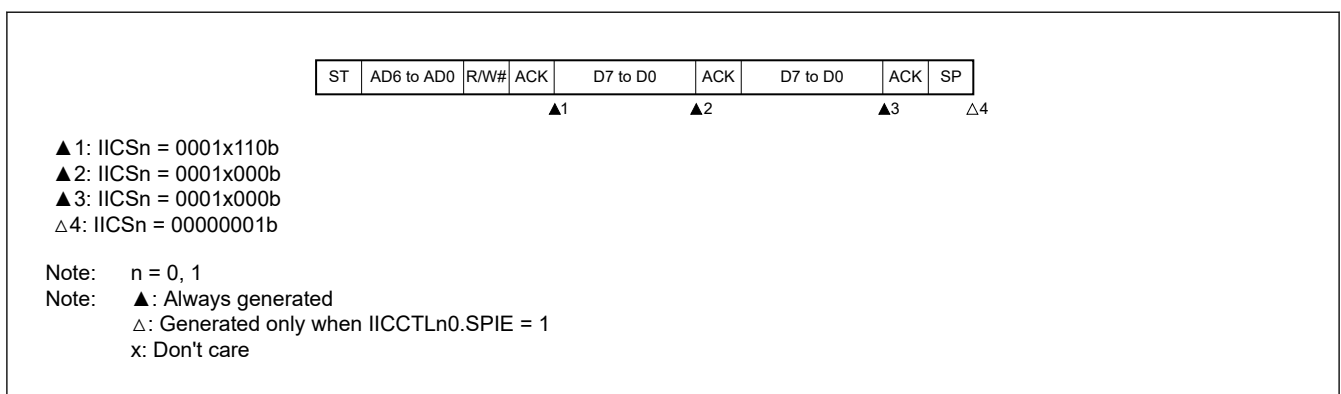 ST AD6 to AD0 R/W# ACK D7 to D0 ACK D7 to D0 ACK SP
▲1 ▲2 ▲3 △4
▲1: IICSn = 0001x110b
▲2: IICSn = 0001x000b
▲3: IICSn = 0001x000b
△4: IICSn = 00000001b
Note: n = 0, 1
Note: ▲: Always generated
△: Generated only when IICCTLn0.SPIE = 1
x: Don't care